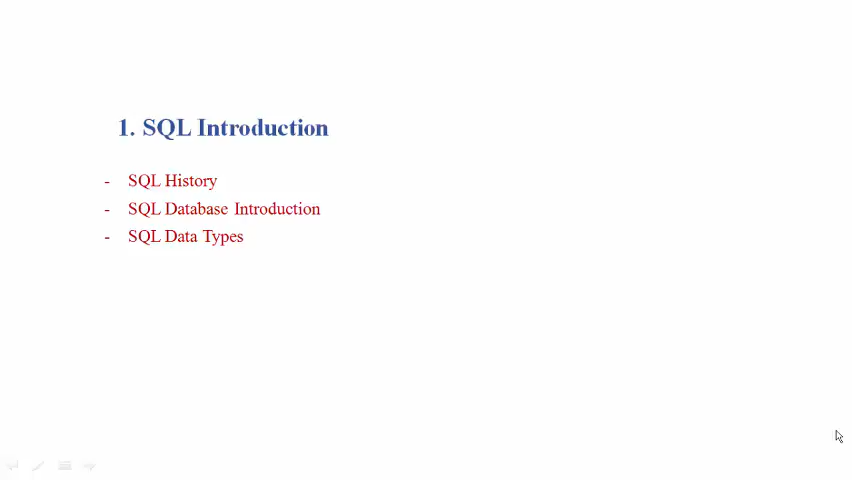 1. SQL Introduction
- SQL History
- SQL Database Introduction
- SQL Data Types